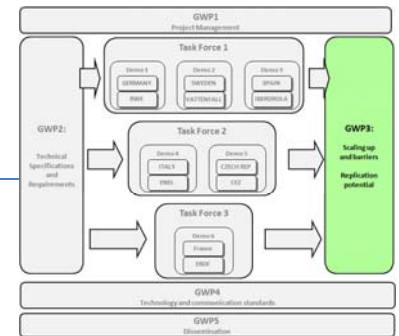 GWP1
Project Management
GWP2:
Technical
Specifications
and
Requirements
Task Force 1
Demo 1
GERMANY
RWE
Demo 2
SWEDEN
VATTENFALL
Demo 3
SPAIN
IBERDROLA
Task Force 2
Demo 4
ITALY
ENEL
Demo 5
CZECH REP
CEZ
Task Force 3
Demo 6
France
ERDF
GWP3:
Scaling up
and barriers
Replication
potential
GWP4
Technology and communication standards
GWP5
Dissemination